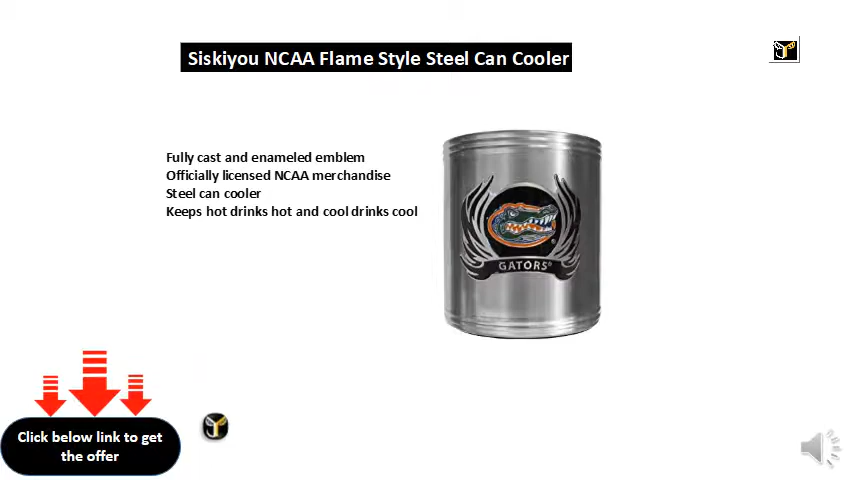 Siskiyou NCAA Flame Style Steel Can Cooler
Fully cast and enameled emblem
Officially licensed NCAA merchandise
Steel can cooler
Keeps hot drinks hot and cool drinks cool
GATORS®
Click below link to get
the offer